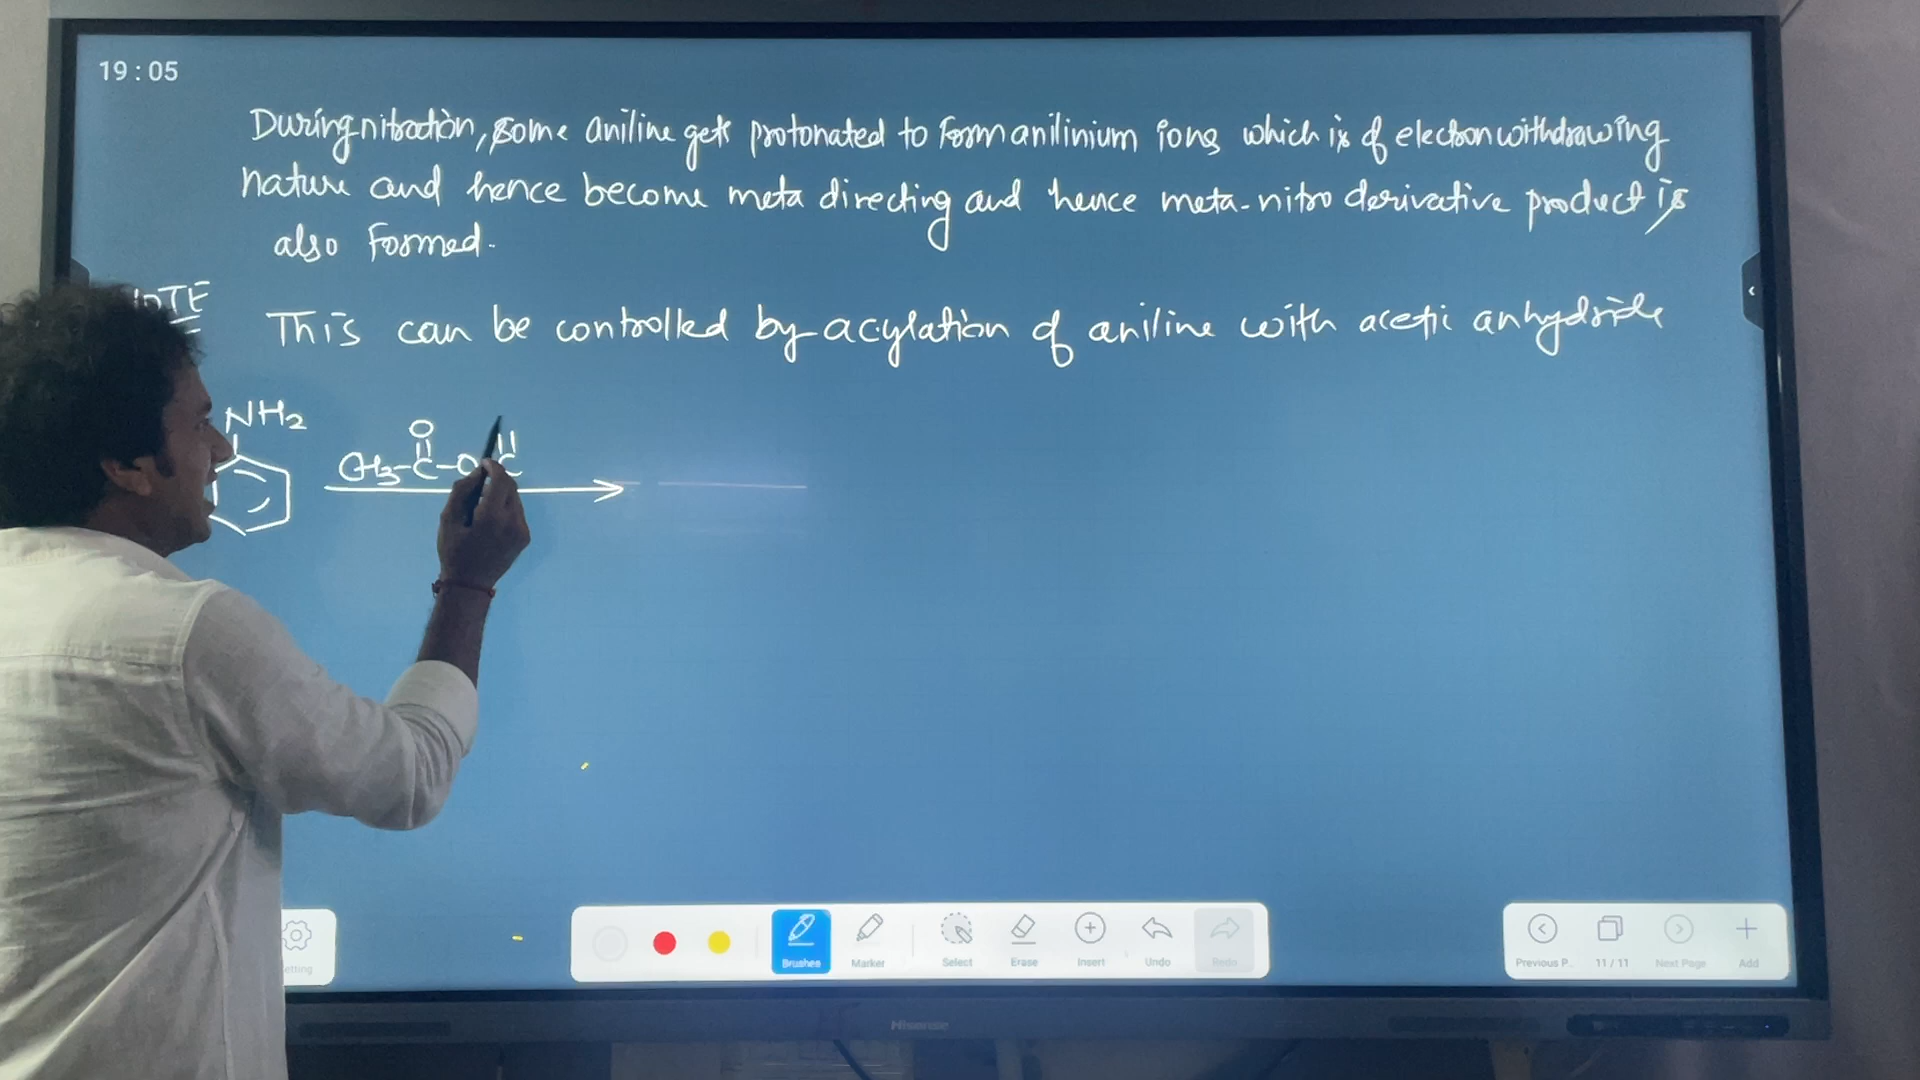 19:05
During nitration, some aniline gets protonated to form anilinium ions which is of electron withdrawing
nature and hence become meta directing and hence meta-nitro derivative product is
also formed.
This can be controlled by acylation of aniline with acetic anhydride
NH2
O
CH3-C-O C
Brushes
Marker
Select
Erase
Insert
Undo
Redo
Previous P..
11/11
Next Page
Add
Hisense